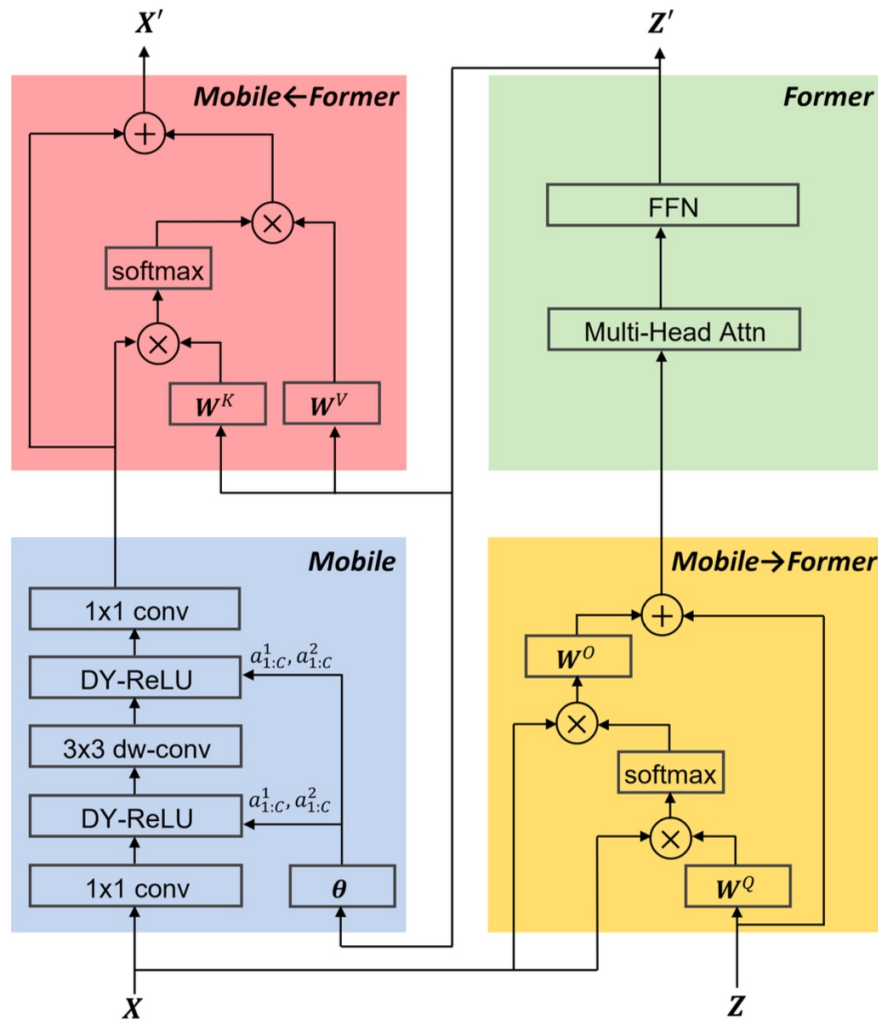 X′
Z′
Mobile←Former
Former
FFN
softmax
Multi-Head Attn
W^K
W^V
Mobile
Mobile→Former
1x1 conv
a^1_{1:C}, a^2_{1:C}
DY-ReLU
W^O
3x3 dw-conv
softmax
a^1_{1:C}, a^2_{1:C}
DY-ReLU
1x1 conv
θ
W^Q
X
Z